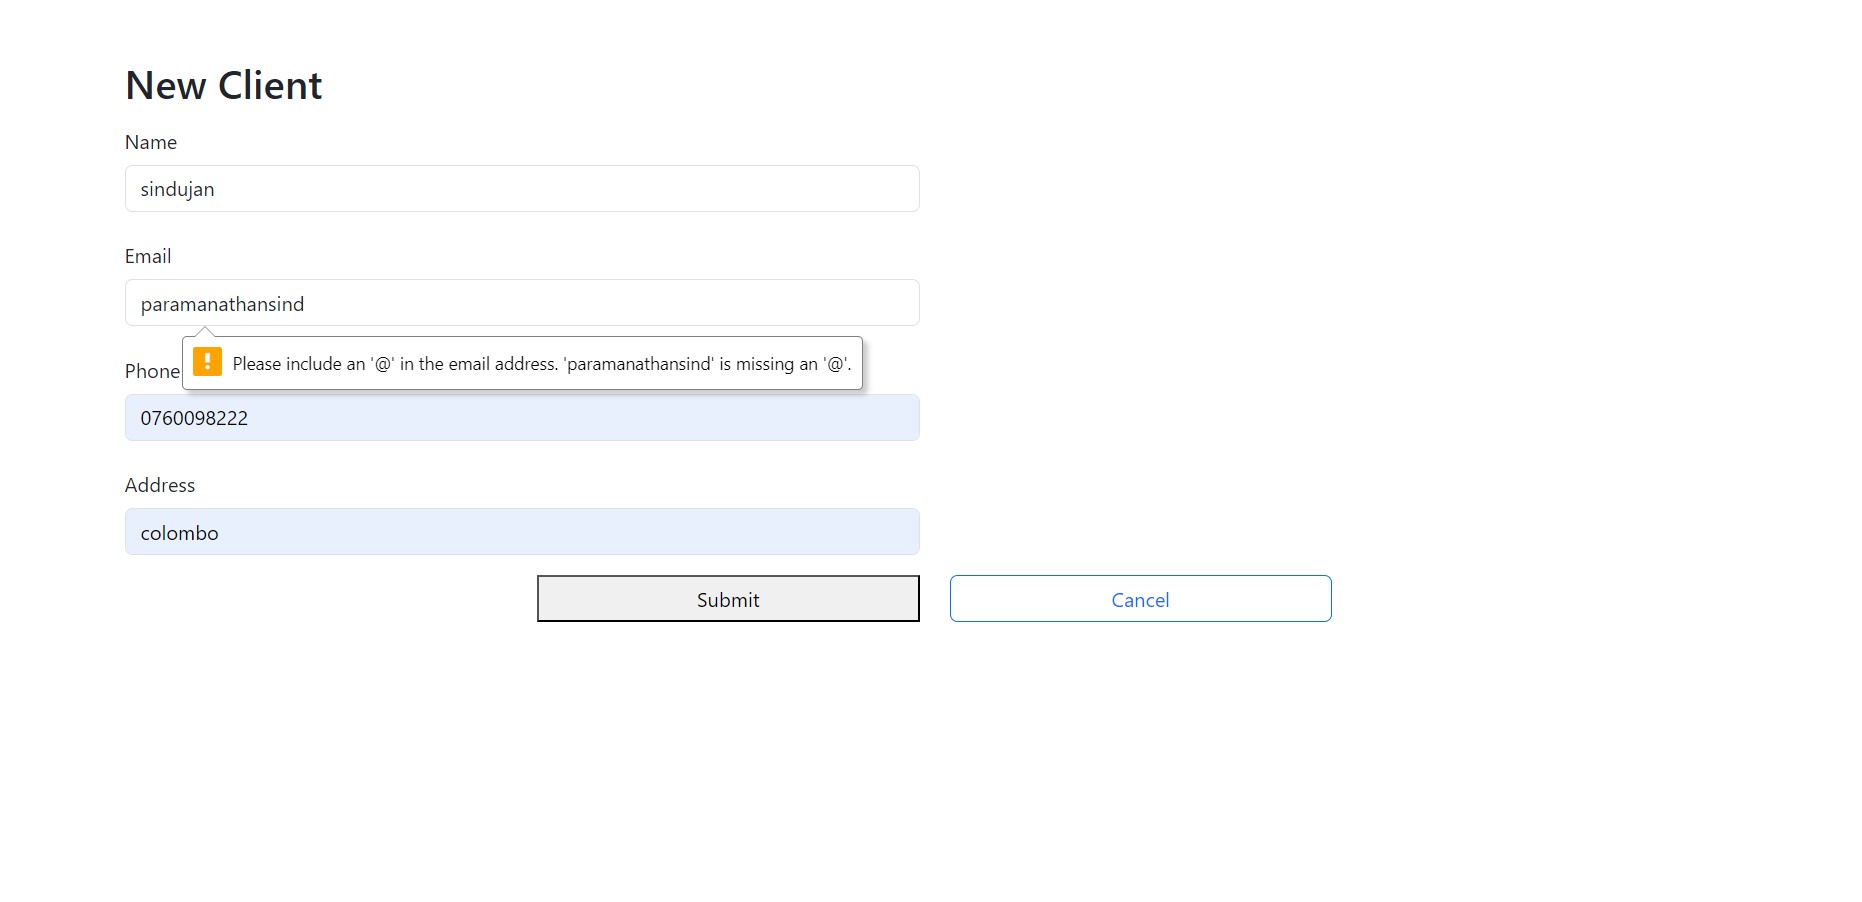 New Client
Name
sindujan
Email
paramanathansind
Please include an '@' in the email address. 'paramanathansind' is missing an '@'.
Phone
0760098222
Address
colombo
Submit
Cancel